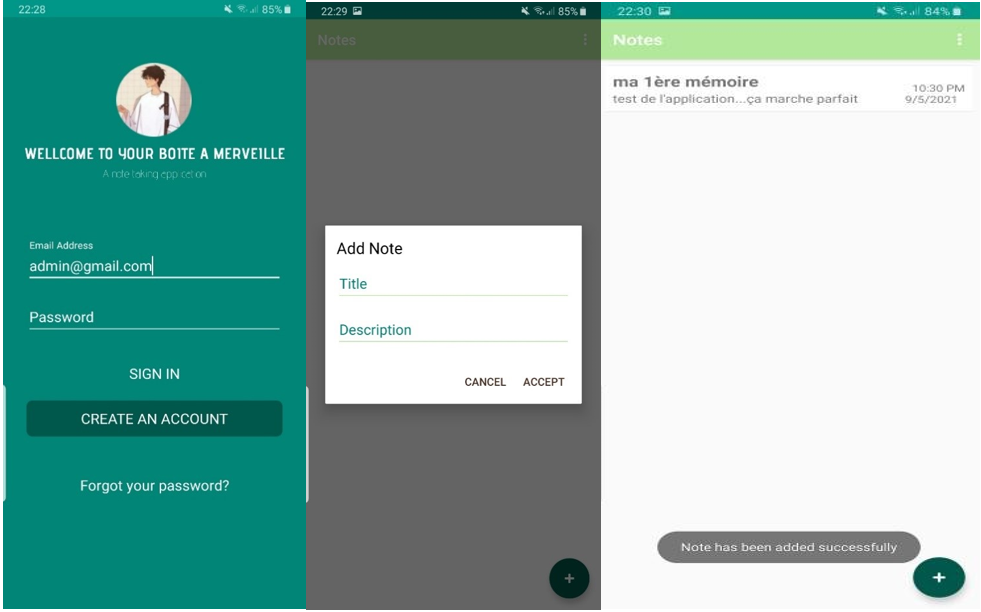 22:28
85%
WELLCOME TO YOUR BOITE A MERVEILLE
A note taking application
Email Address
admin@gmail.com
Password
SIGN IN
CREATE AN ACCOUNT
Forgot your password?
22:29
85%
Notes
Add Note
Title
Description
CANCEL
ACCEPT
+
22:30
84%
Notes
ma 1ère mémoire
test de l'application...ça marche parfait
10:30 PM
9/5/2021
Note has been added successfully
+